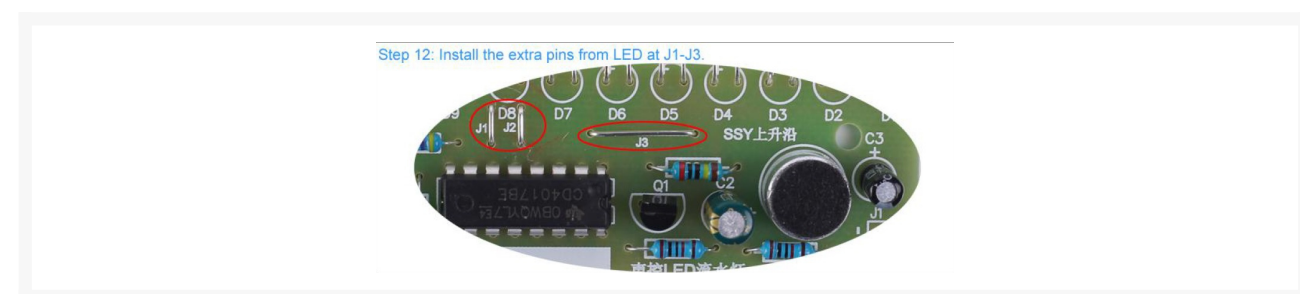 Step 12: Install the extra pins from LED at J1-J3.
D8
D7
D6
D5
D4
D3
D2
J1
J2
J3
SSY上升沿
C3
+
Q1
C2
CD4017BE
J1